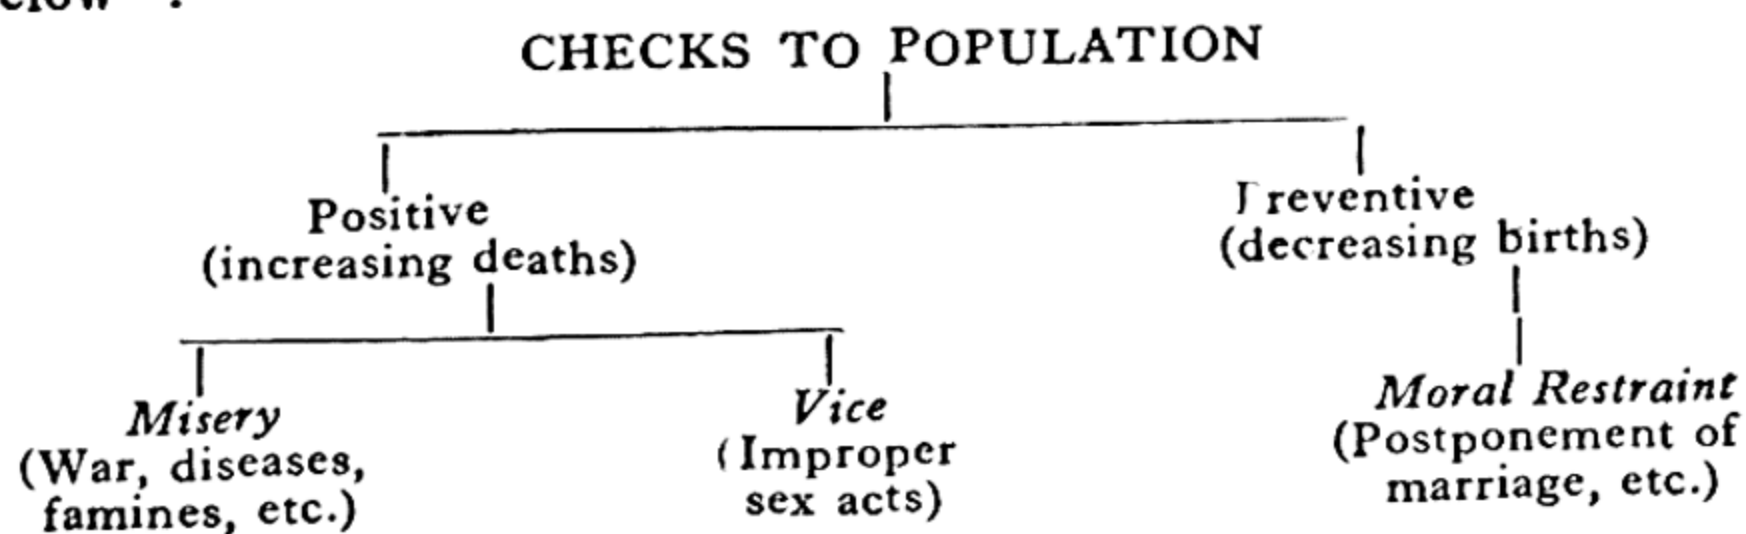 CHECKS TO POPULATION
Positive
(increasing deaths)
Preventive
(decreasing births)
Misery
(War, diseases,
famines, etc.)
Vice
(Improper
sex acts)
Moral Restraint
(Postponement of
marriage, etc.)